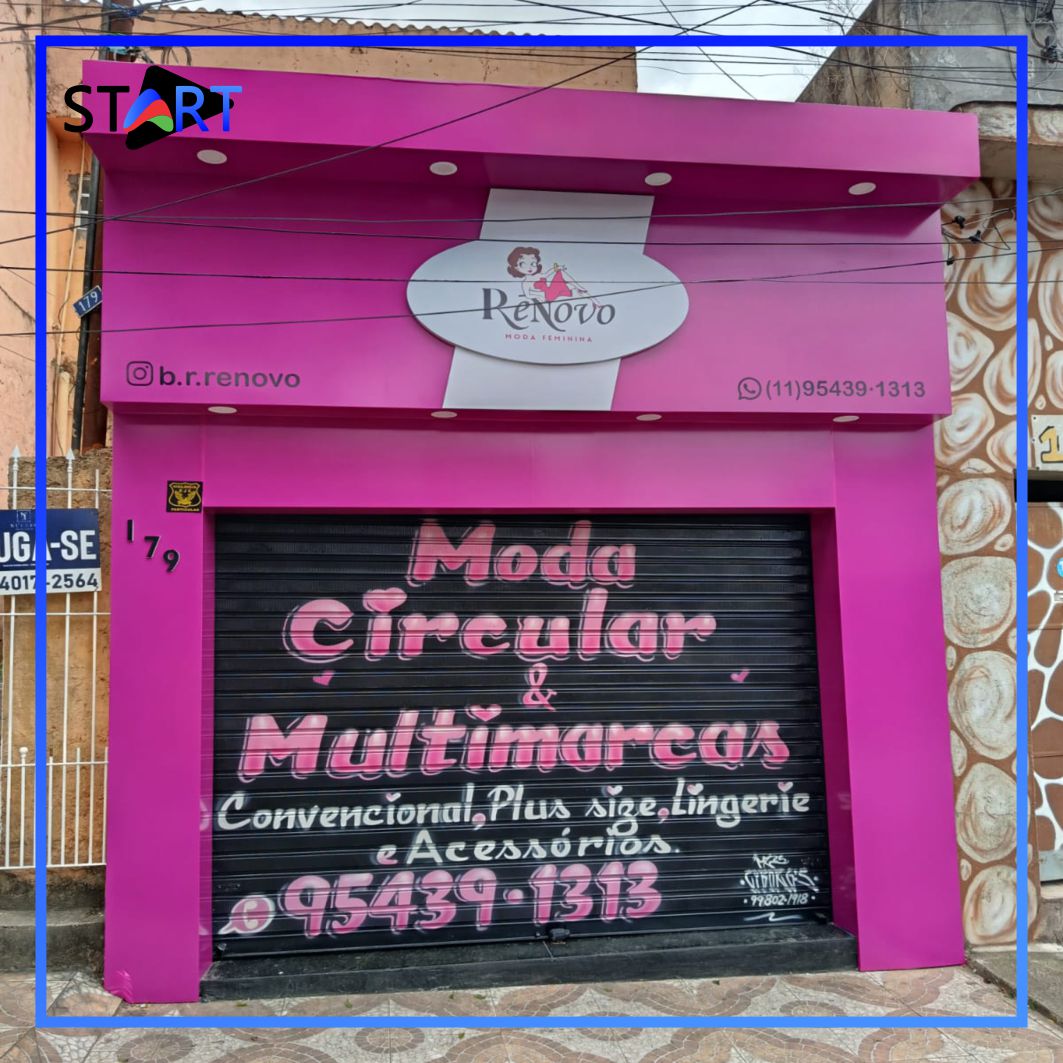 START
179
ReNovo
MODA FEMININA
b.r.renovo
(11)95439-1313
UGA-SE
4017-2564
179
Moda
Circular
&
Multimarcas
Convencional, Plus size, Lingerie
e Acessórios.
95439-1313
99802-1918
1